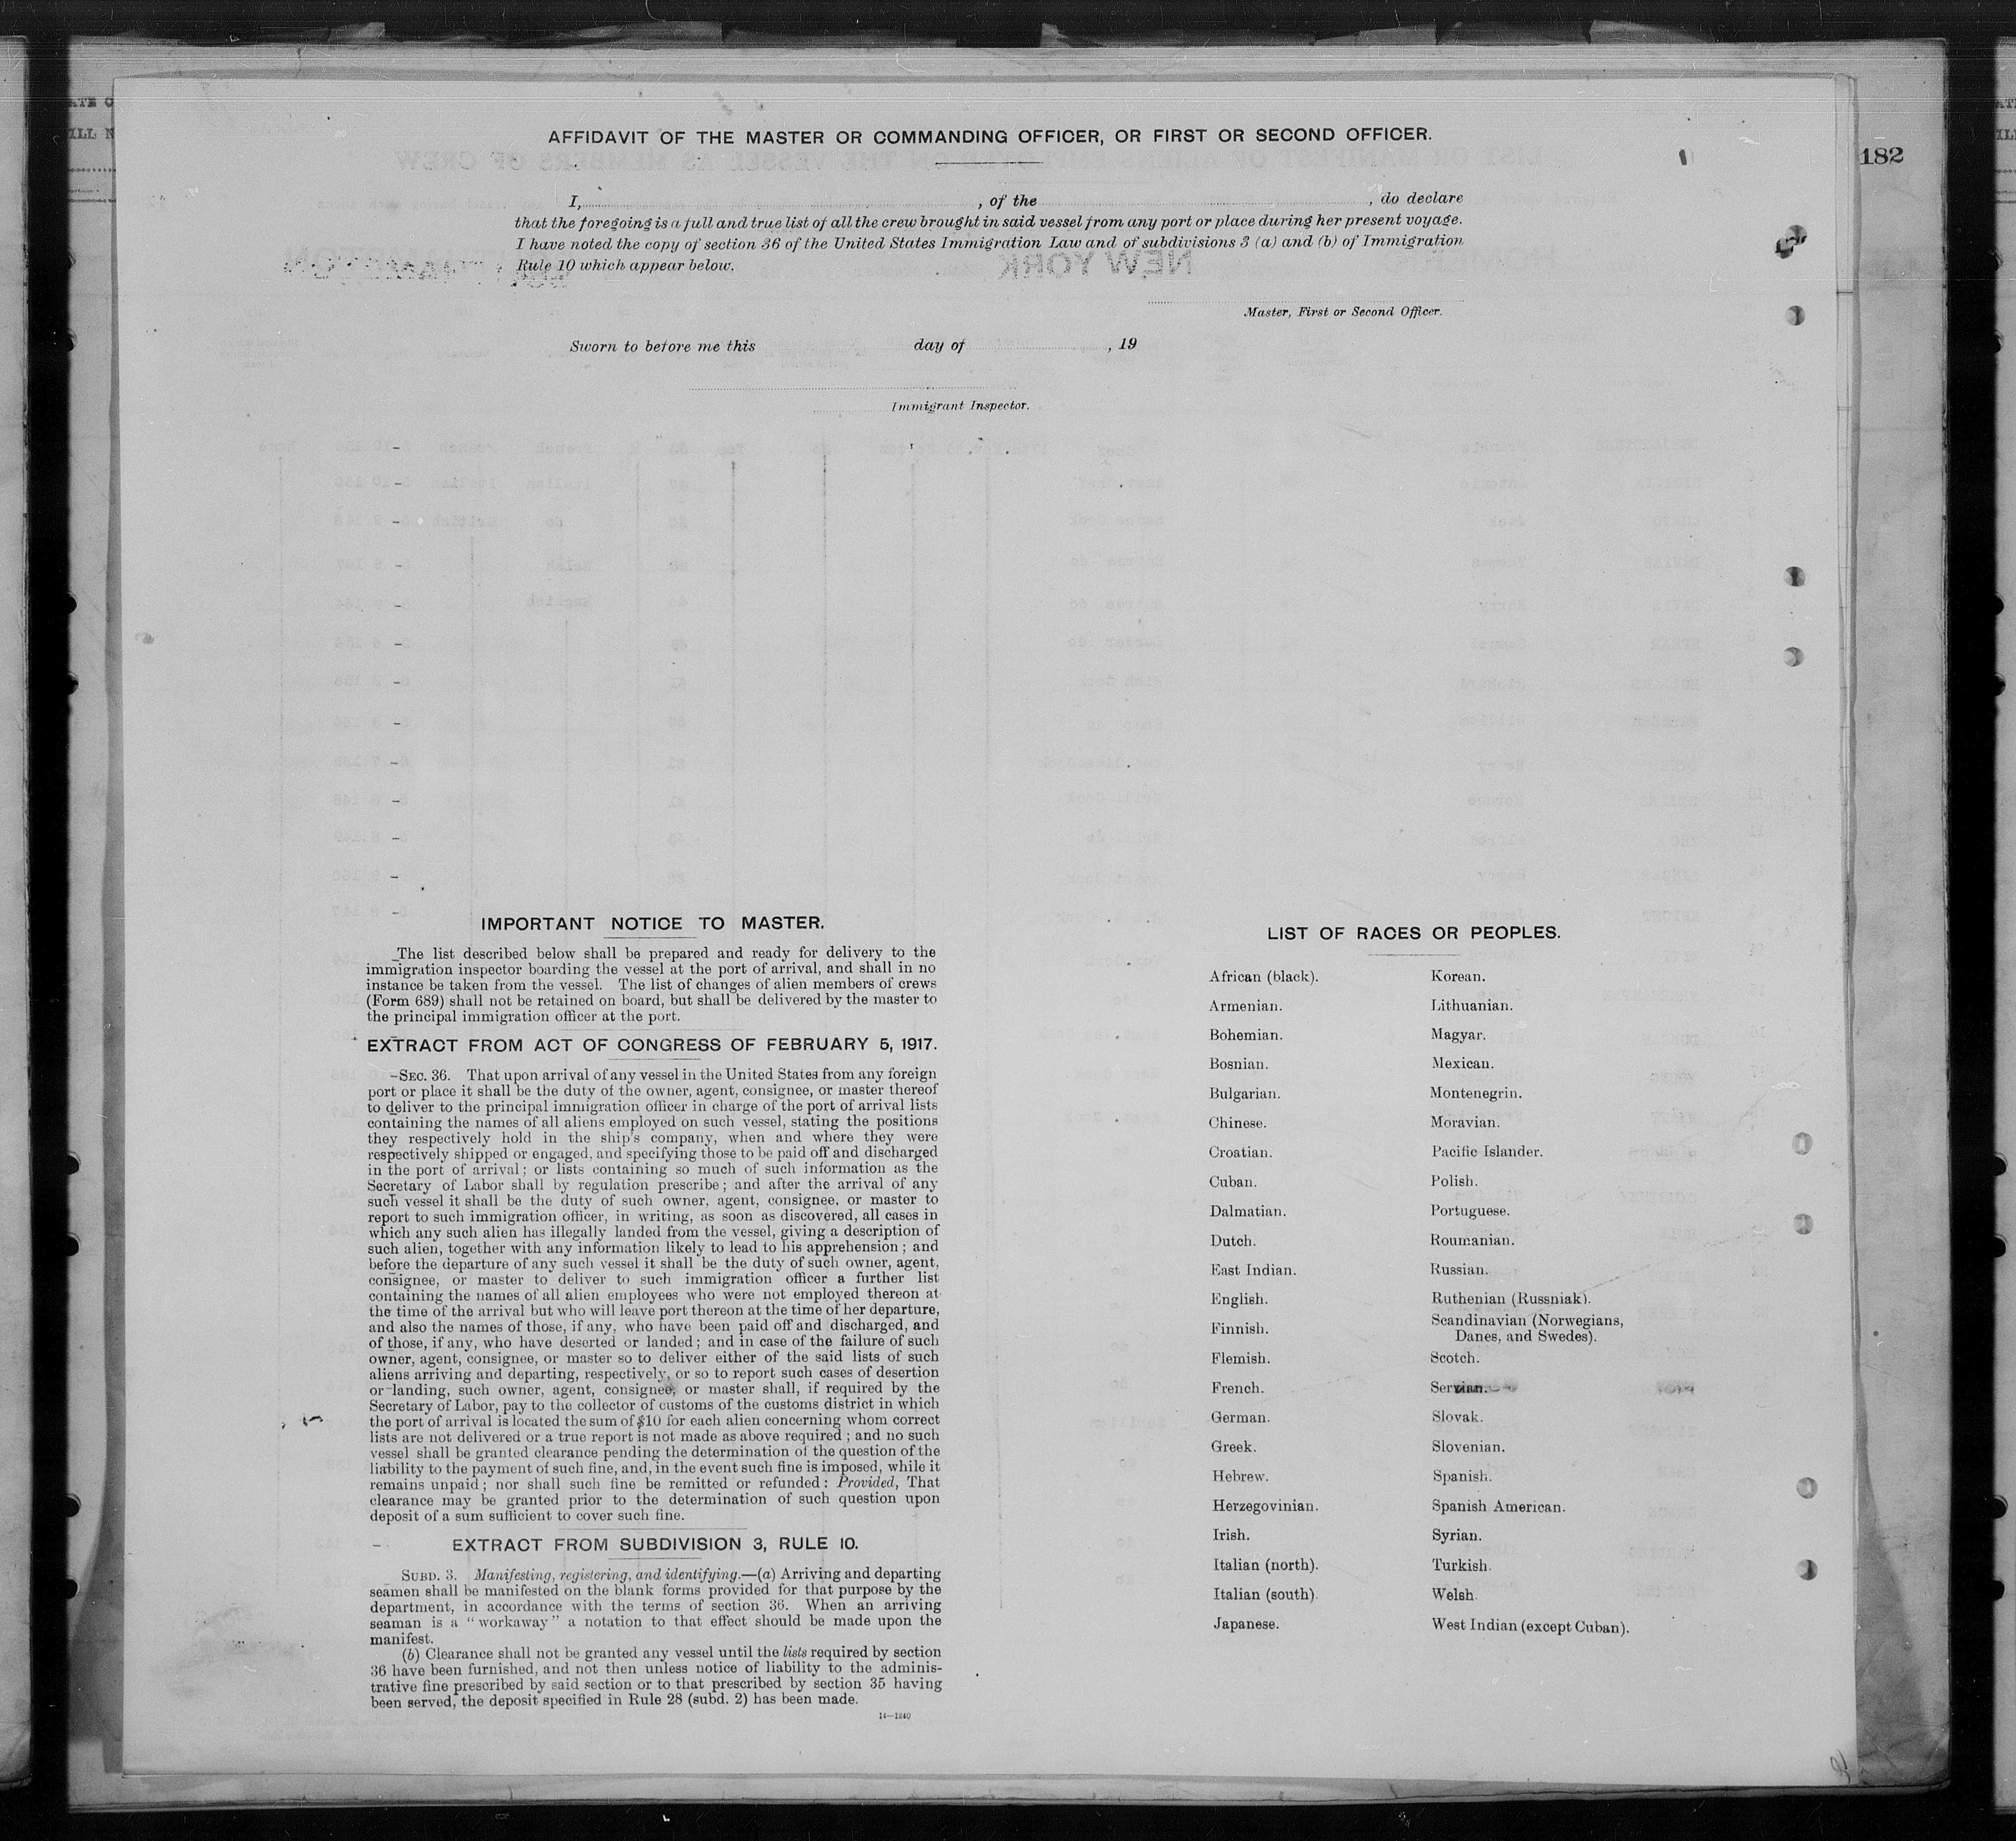 AFFIDAVIT OF THE MASTER OR COMMANDING OFFICER, OR FIRST OR SECOND OFFICER.
182
I, , of the , do declare
that the foregoing is a full and true list of all the crew brought in said vessel from any port or place during her present voyage.
I have noted the copy of section 36 of the United States Immigration Law and of subdivisions 3 (a) and (b) of Immigration
Rule 10 which appear below.
NEW YORK
Master, First or Second Officer.
Sworn to before me this day of , 19
Immigrant Inspector.
IMPORTANT NOTICE TO MASTER.
The list described below shall be prepared and ready for delivery to the
immigration inspector boarding the vessel at the port of arrival, and shall in no
instance be taken from the vessel. The list of changes of alien members of crews
(Form 689) shall not be retained on board, but shall be delivered by the master to
the principal immigration officer at the port.
EXTRACT FROM ACT OF CONGRESS OF FEBRUARY 5, 1917.
SEC. 36. That upon arrival of any vessel in the United States from any foreign
port or place it shall be the duty of the owner, agent, consignee, or master thereof
to deliver to the principal immigration officer in charge of the port of arrival lists
containing the names of all aliens employed on such vessel, stating the positions
they respectively hold in the ship's company, when and where they were
respectively shipped or engaged, and specifying those to be paid off and discharged
in the port of arrival; or lists containing so much of such information as the
Secretary of Labor shall by regulation prescribe; and after the arrival of any
such vessel it shall be the duty of such owner, agent, consignee, or master to
report to such immigration officer, in writing, as soon as discovered, all cases in
which any such alien has illegally landed from the vessel, giving a description of
such alien, together with any information likely to lead to his apprehension; and
before the departure of any such vessel it shall be the duty of such owner, agent,
consignee, or master to deliver to such immigration officer a further list
containing the names of all alien employees who were not employed thereon at
the time of the arrival but who will leave port thereon at the time of her departure,
and also the names of those, if any, who have been paid off and discharged, and
of those, if any, who have deserted or landed; and in case of the failure of such
owner, agent, consignee, or master so to deliver either of the said lists of such
aliens arriving and departing, respectively, or so to report such cases of desertion
or landing, such owner, agent, consignee, or master shall, if required by the
Secretary of Labor, pay to the collector of customs of the customs district in which
the port of arrival is located the sum of $10 for each alien concerning whom correct
lists are not delivered or a true report is not made as above required; and no such
vessel shall be granted clearance pending the determination of the question of the
liability to the payment of such fine, and, in the event such fine is imposed, while it
remains unpaid; nor shall such fine be remitted or refunded: Provided, That
clearance may be granted prior to the determination of such question upon
deposit of a sum sufficient to cover such fine.
EXTRACT FROM SUBDIVISION 3, RULE 10.
SUBD. 3. Manifesting, registering, and identifying.—(a) Arriving and departing
seamen shall be manifested on the blank forms provided for that purpose by the
department, in accordance with the terms of section 36. When an arriving
seaman is a "workaway" a notation to that effect should be made upon the
manifest.
(b) Clearance shall not be granted any vessel until the lists required by section
36 have been furnished, and not then unless notice of liability to the adminis-
trative fine prescribed by said section or to that prescribed by section 35 having
been served, the deposit specified in Rule 28 (subd. 2) has been made.
14—1240
LIST OF RACES OR PEOPLES.
African (black).
Armenian.
Bohemian.
Bosnian.
Bulgarian.
Chinese.
Croatian.
Cuban.
Dalmatian.
Dutch.
East Indian.
English.
Finnish.
Flemish.
French.
German.
Greek.
Hebrew.
Herzegovinian.
Irish.
Italian (north).
Italian (south).
Japanese.
Korean.
Lithuanian.
Magyar.
Mexican.
Montenegrin.
Moravian.
Pacific Islander.
Polish.
Portuguese.
Roumanian.
Russian.
Ruthenian (Russniak).
Scandinavian (Norwegians,
Danes, and Swedes).
Scotch.
Servian.
Slovak.
Slovenian.
Spanish.
Spanish American.
Syrian.
Turkish.
Welsh.
West Indian (except Cuban).